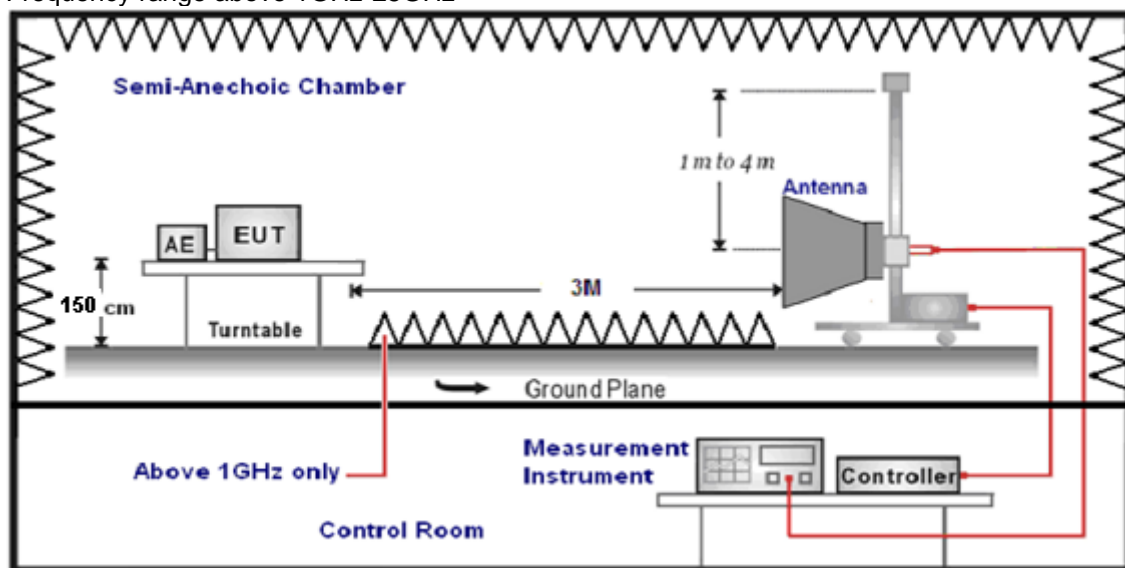 Semi-Anechoic Chamber
1 m to 4 m
Antenna
AE
EUT
150 cm
3M
Turntable
Ground Plane
Above 1GHz only
Measurement
Instrument
Controller
Control Room